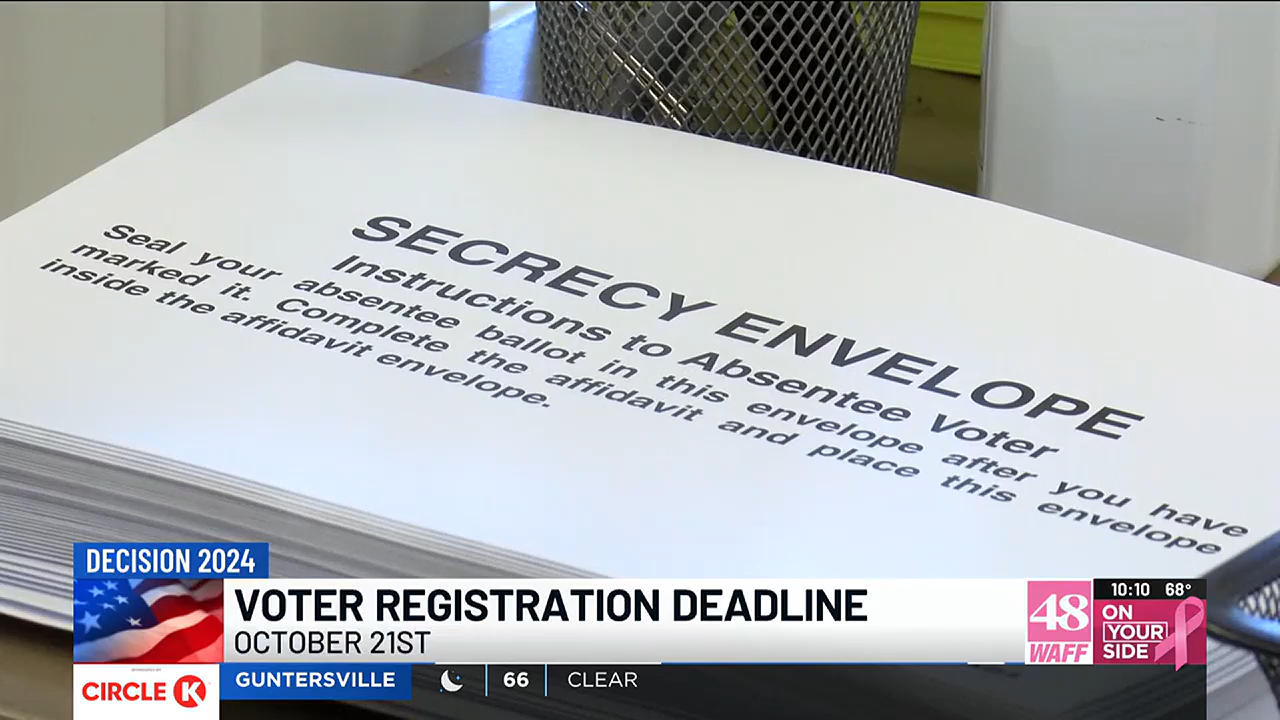 SECRECY ENVELOPE
Instructions to Absentee Voter
Seal your absentee ballot in this envelope after you have
marked it. Complete the affidavit and place this envelope
inside the affidavit envelope.
DECISION 2024
VOTER REGISTRATION DEADLINE
OCTOBER 21ST
48
WAFF
10:10 68°
ON
YOUR
SIDE
CIRCLE K
GUNTERSVILLE
66
CLEAR